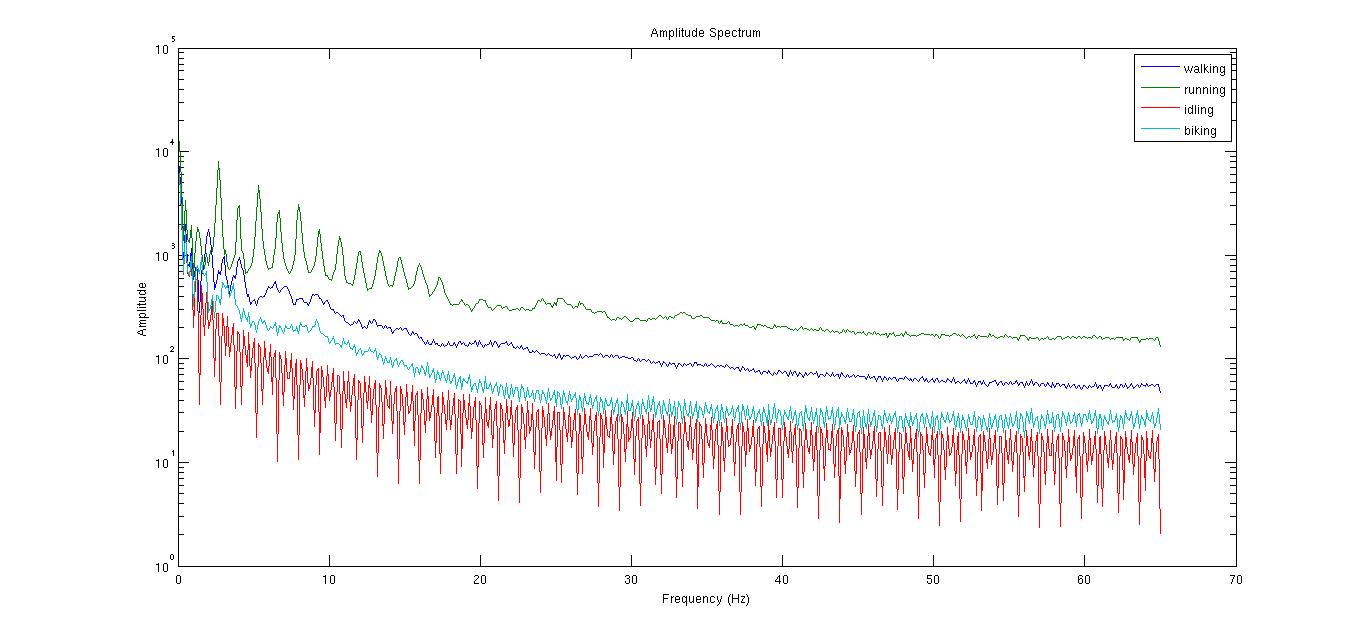 Amplitude Spectrum
10^5
10^4
10^3
10^2
10^1
10^0
Amplitude
walking
running
idling
biking
0 10 20 30 40 50 60 70
Frequency (Hz)